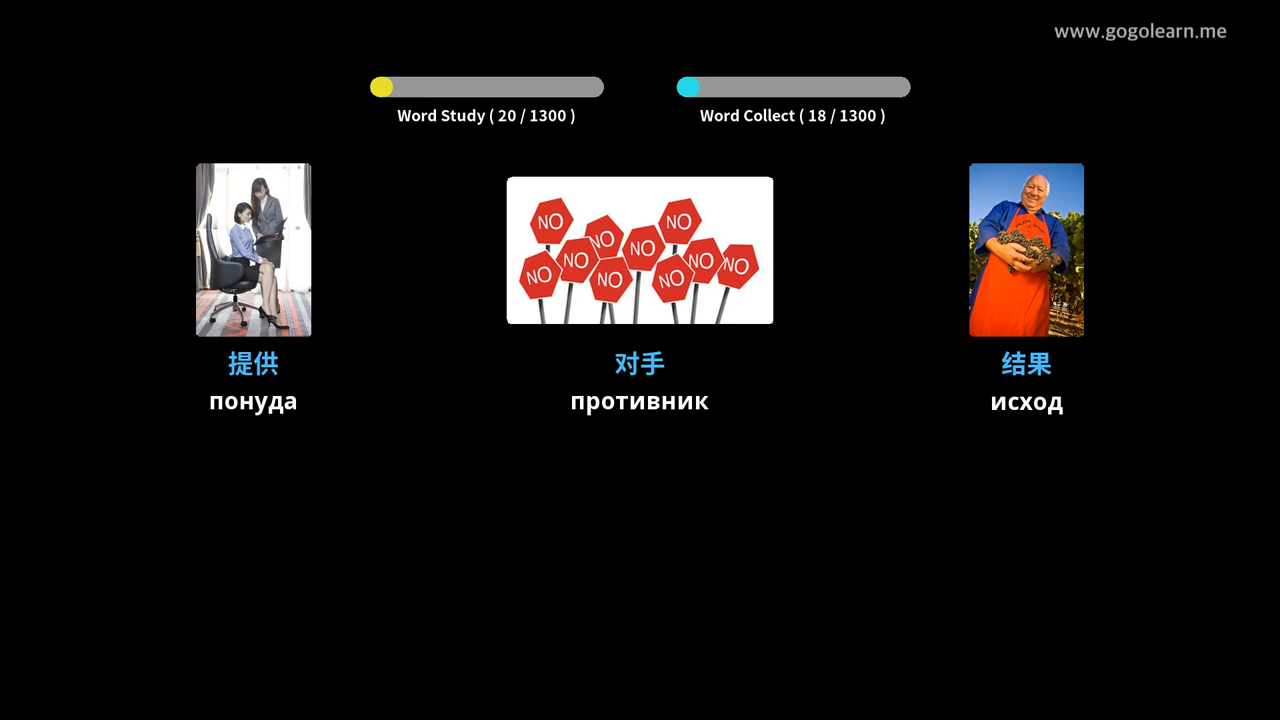 www.gogolearn.me
Word Study ( 20 / 1300 )
Word Collect ( 18 / 1300 )
NO
NO
NO
NO
NO
NO
NO
NO
NO
NO
提供
对手
结果
понуда
противник
исход